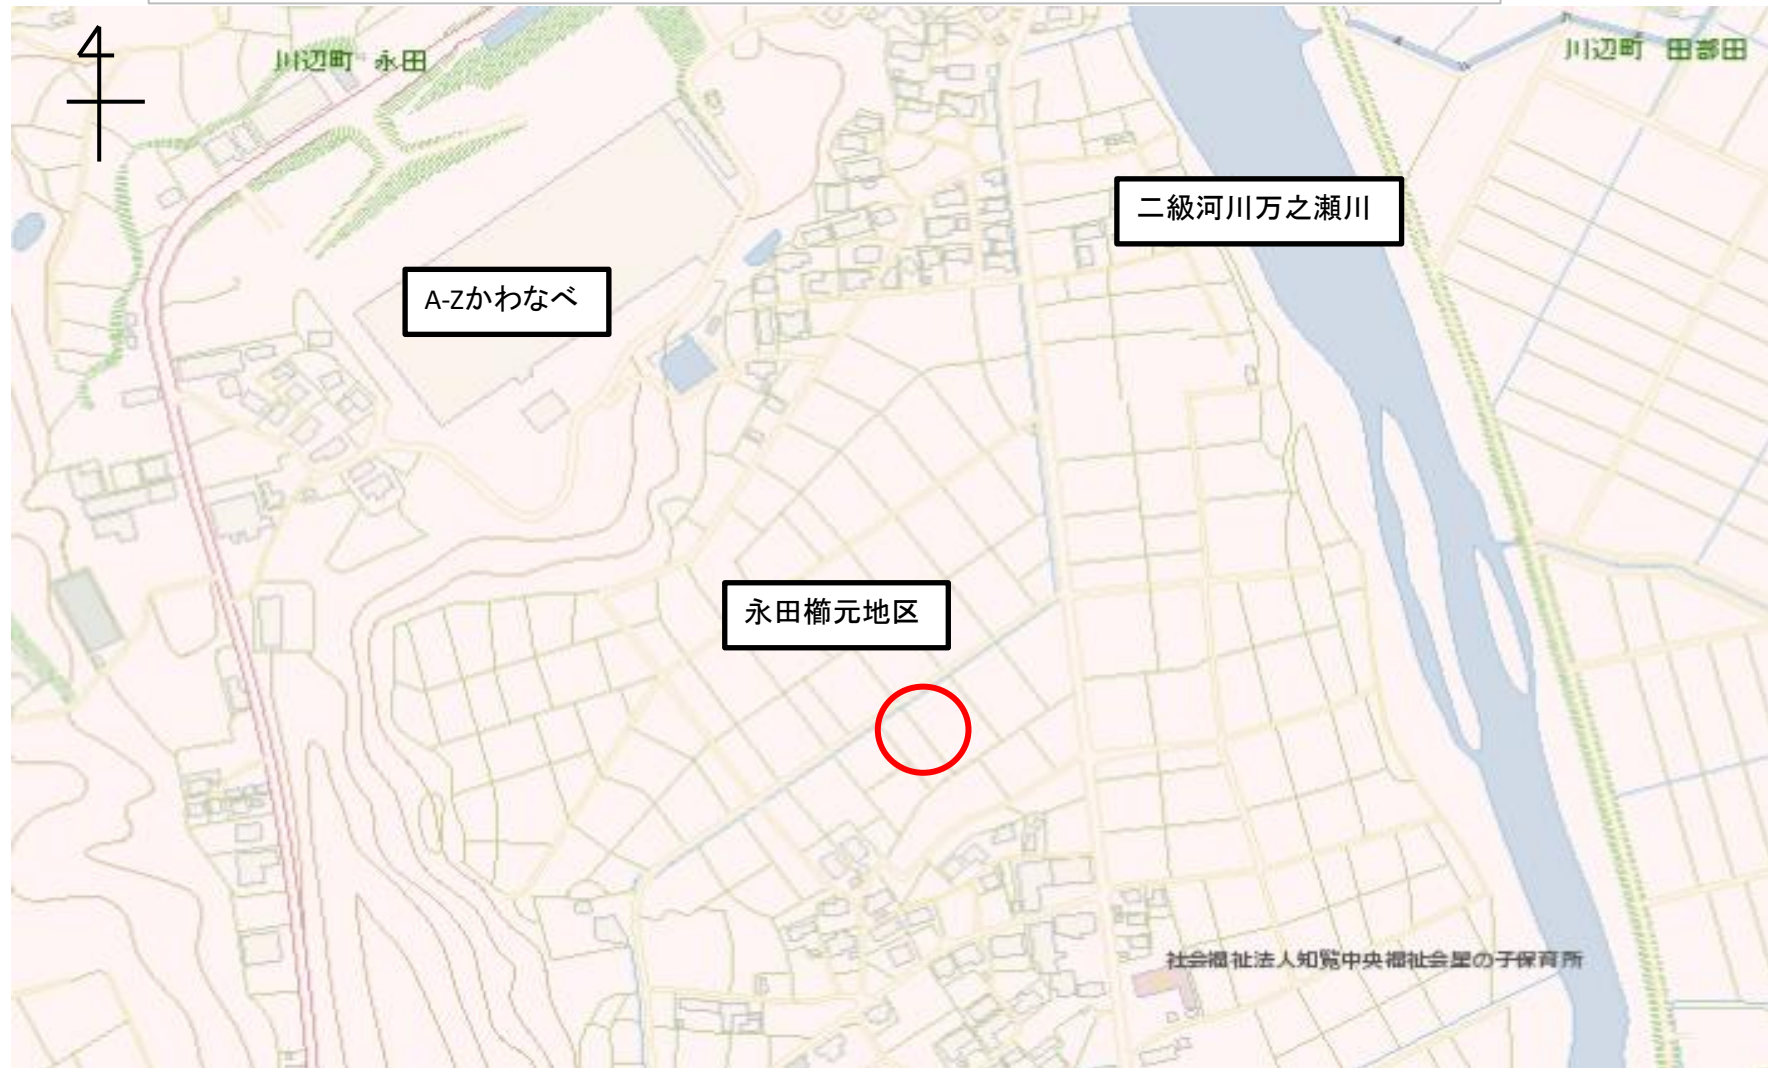 川辺町 永田
川辺町 田部田
二級河川万之瀬川
A-Zかわなべ
永田櫛元地区
社会福祉法人知覧中央福祉会星の子保育所